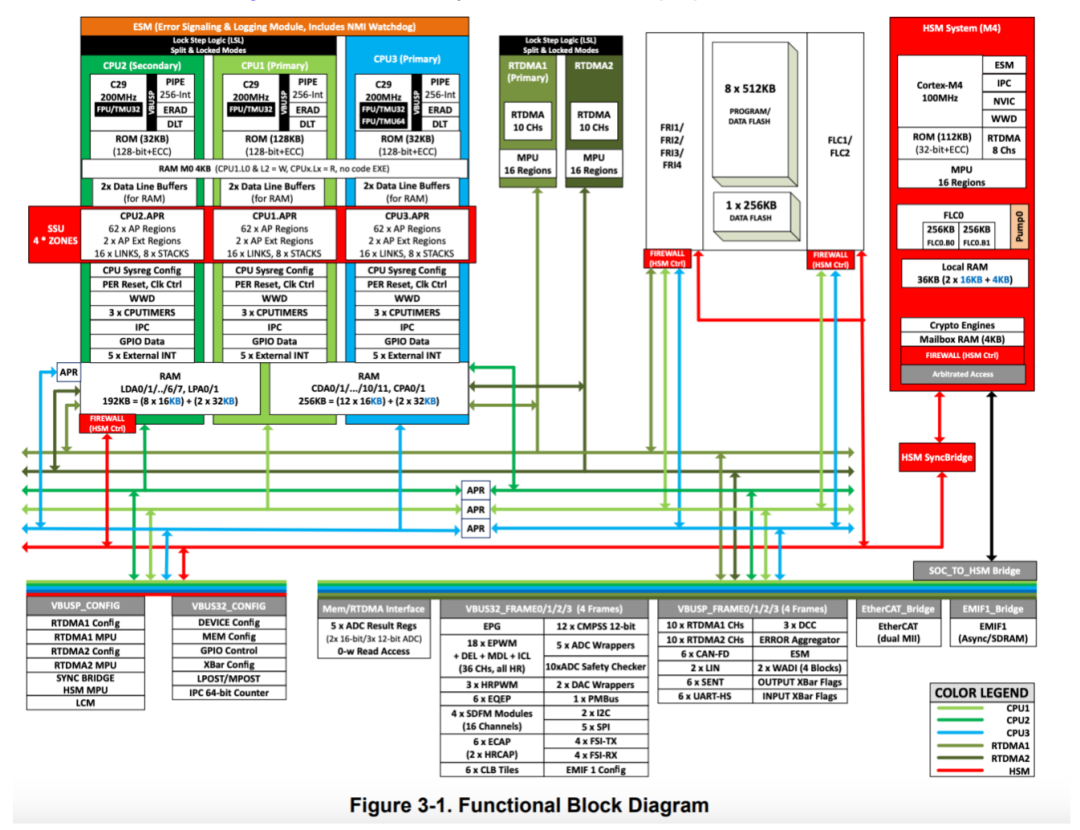 ESM (Error Signaling & Logging Module, Includes NMI Watchdog)
Lock Step Logic (LSL)
Split & Locked Modes
CPU2 (Secondary)
C29
200MHz
FPU/TMU32
VBUSP
PIPE
256-Int
ERAD
DLT
ROM (32KB)
(128-bit+ECC)
CPU1 (Primary)
C29
200MHz
FPU/TMU32
VBUSP
PIPE
256-Int
ERAD
DLT
ROM (128KB)
(128-bit+ECC)
CPU3 (Primary)
C29
200MHz
FPU/TMU32
FPU/TMU64
VBUSP
PIPE
256-Int
ERAD
DLT
ROM (32KB)
(128-bit+ECC)
RAM M0 4KB (CPU1.L0 & L2 = W, CPUx.Lx = R, no code EXE)
2x Data Line Buffers
(for RAM)
2x Data Line Buffers
(for RAM)
2x Data Line Buffers
(for RAM)
SSU
4 * ZONES
CPU2.APR
62 x AP Regions
2 x AP Ext Regions
16 x LINKS, 8 x STACKS
CPU1.APR
62 x AP Regions
2 x AP Ext Regions
16 x LINKS, 8 x STACKS
CPU3.APR
62 x AP Regions
2 x AP Ext Regions
16 x LINKS, 8 x STACKS
CPU Sysreg Config
PER Reset, Clk Ctrl
WWD
3 x CPUTIMERS
IPC
GPIO Data
5 x External INT
CPU Sysreg Config
PER Reset, Clk Ctrl
WWD
3 x CPUTIMERS
IPC
GPIO Data
5 x External INT
CPU Sysreg Config
PER Reset, Clk Ctrl
WWD
3 x CPUTIMERS
IPC
GPIO Data
5 x External INT
APR
RAM
LDA0/1/../6/7, LPA0/1
192KB = (8 x 16KB) + (2 x 32KB)
RAM
CDA0/1/.../10/11, CPA0/1
256KB = (12 x 16KB) + (2 x 32KB)
FIREWALL
(HSM Ctrl)
Lock Step Logic (LSL)
Split & Locked Modes
RTDMA1
(Primary)
RTDMA
10 CHs
MPU
16 Regions
RTDMA2
RTDMA
10 CHs
MPU
16 Regions
FRI1/
FRI2/
FRI3/
FRI4
8 x 512KB
PROGRAM/
DATA FLASH
1 x 256KB
DATA FLASH
FLC1/
FLC2
FIREWALL
(HSM Ctrl)
FIREWALL
(HSM Ctrl)
HSM System (M4)
Cortex-M4
100MHz
ESM
IPC
NVIC
WWD
ROM (112KB)
(32-bit+ECC)
RTDMA
8 Chs
MPU
16 Regions
FLC0
256KB
FLC0.B0
256KB
FLC0.B1
Pump0
Local RAM
36KB (2 x 16KB + 4KB)
Crypto Engines
Mailbox RAM (4KB)
FIREWALL (HSM Ctrl)
Arbitrated Access
HSM SyncBridge
APR
APR
APR
SOC_TO_HSM Bridge
VBUSP_CONFIG
RTDMA1 Config
RTDMA1 MPU
RTDMA2 Config
RTDMA2 MPU
SYNC BRIDGE
HSM MPU
LCM
VBUS32_CONFIG
DEVICE Config
MEM Config
GPIO Control
XBar Config
LPOST/MPOST
IPC 64-bit Counter
Mem/RTDMA Interface
5 x ADC Result Regs
(2x 16-bit/3x 12-bit ADC)
0-w Read Access
VBUS32_FRAME0/1/2/3 (4 Frames)
EPG
18 x EPWM
+ DEL + MDL + ICL
(36 CHs, all HR)
3 x HRPWM
6 x EQEP
4 x SDFM Modules
(16 Channels)
6 x ECAP
(2 x HRCAP)
6 x CLB Tiles
12 x CMPSS 12-bit
5 x ADC Wrappers
10xADC Safety Checker
2 x DAC Wrappers
1 x PMBus
2 x I2C
5 x SPI
4 x FSI-TX
4 x FSI-RX
EMIF 1 Config
VBUSP_FRAME0/1/2/3 (4 Frames)
10 x RTDMA1 CHs
10 x RTDMA2 CHs
6 x CAN-FD
2 x LIN
6 x SENT
6 x UART-HS
3 x DCC
ERROR Aggregator
ESM
2 x WADI (4 Blocks)
OUTPUT XBar Flags
INPUT XBar Flags
EtherCAT_Bridge
EtherCAT
(dual MII)
EMIF1_Bridge
EMIF1
(Async/SDRAM)
COLOR LEGEND
CPU1
CPU2
CPU3
RTDMA1
RTDMA2
HSM
Figure 3-1. Functional Block Diagram